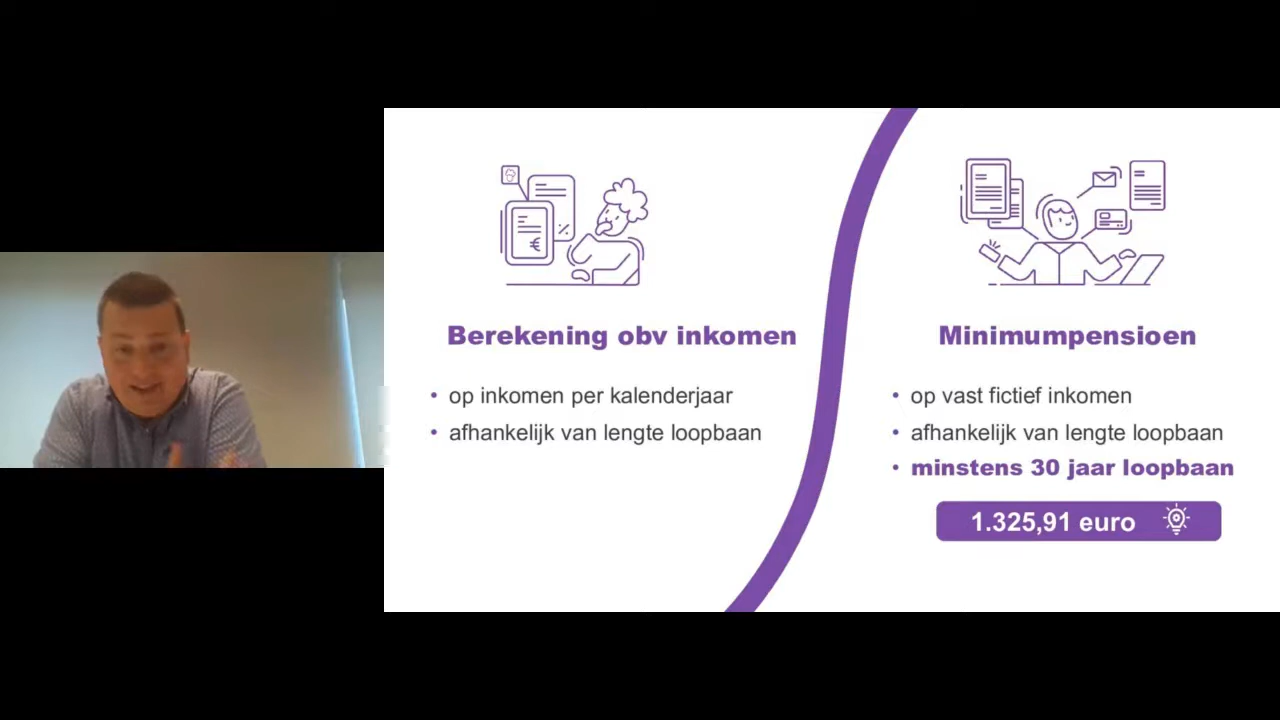 Berekening obv inkomen
• op inkomen per kalenderjaar
• afhankelijk van lengte loopbaan
Minimumpensioen
• op vast fictief inkomen
• afhankelijk van lengte loopbaan
• minstens 30 jaar loopbaan
1.325,91 euro